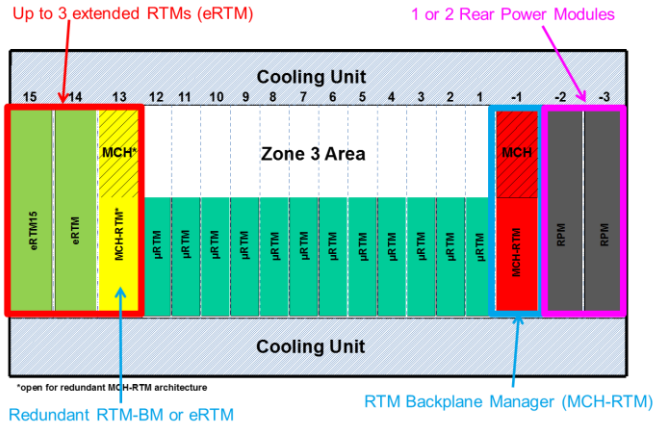 Up to 3 extended RTMs (eRTM)
1 or 2 Rear Power Modules
Cooling Unit
15 14 13 12 11 10 9 8 7 6 5 4 3 2 1 -1 -2 -3
MCH*
Zone 3 Area
MCH
eRTM15
eRTM
MCH-RTM*
µRTM
µRTM
µRTM
µRTM
µRTM
µRTM
µRTM
µRTM
µRTM
µRTM
µRTM
µRTM
MCH-RTM
RPM
RPM
Cooling Unit
*open for redundant MCH-RTM architecture
Redundant RTM-BM or eRTM
RTM Backplane Manager (MCH-RTM)